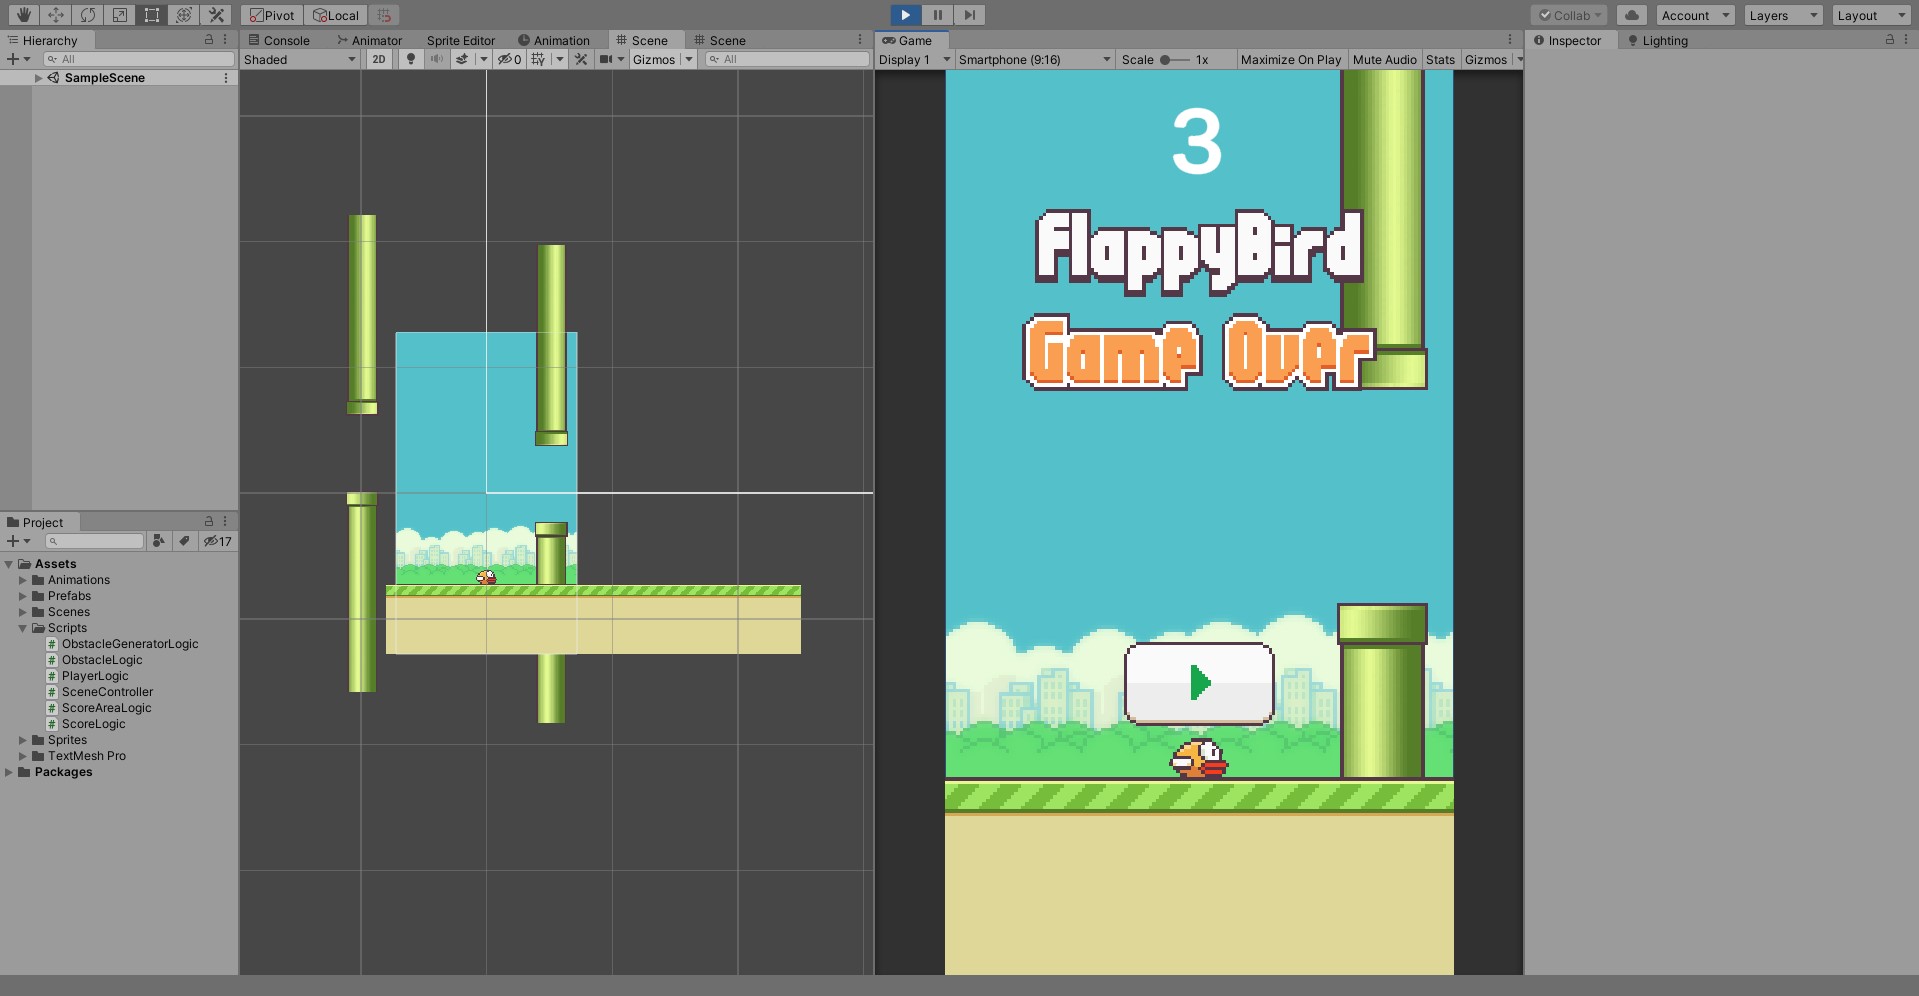 Pivot Local Collab Account Layers Layout
Hierarchy Console Animator Sprite Editor Animation Scene Scene Game Inspector Lighting
All Shaded 2D 0 Gizmos All Display 1 Smartphone (9:16) Scale 1x Maximize On Play Mute Audio Stats Gizmos
SampleScene
3
FlappyBird
Game Over
Project
17
Assets
Animations
Prefabs
Scenes
Scripts
# ObstacleGeneratorLogic
# ObstacleLogic
# PlayerLogic
# SceneController
# ScoreAreaLogic
# ScoreLogic
Sprites
TextMesh Pro
Packages